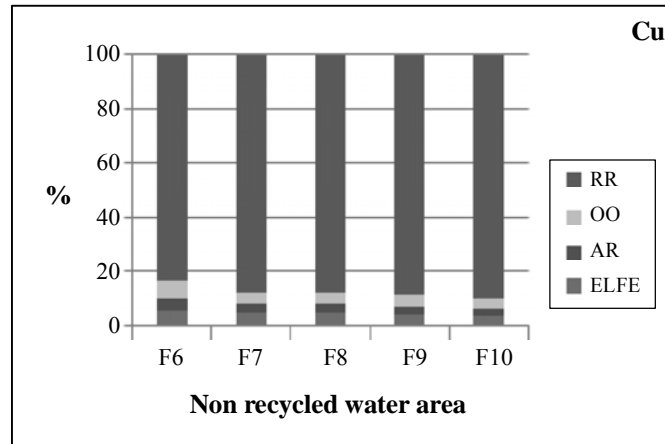 Cu
100
80
60
40
20
0
%
F6 F7 F8 F9 F10
Non recycled water area
RR
OO
AR
ELFE